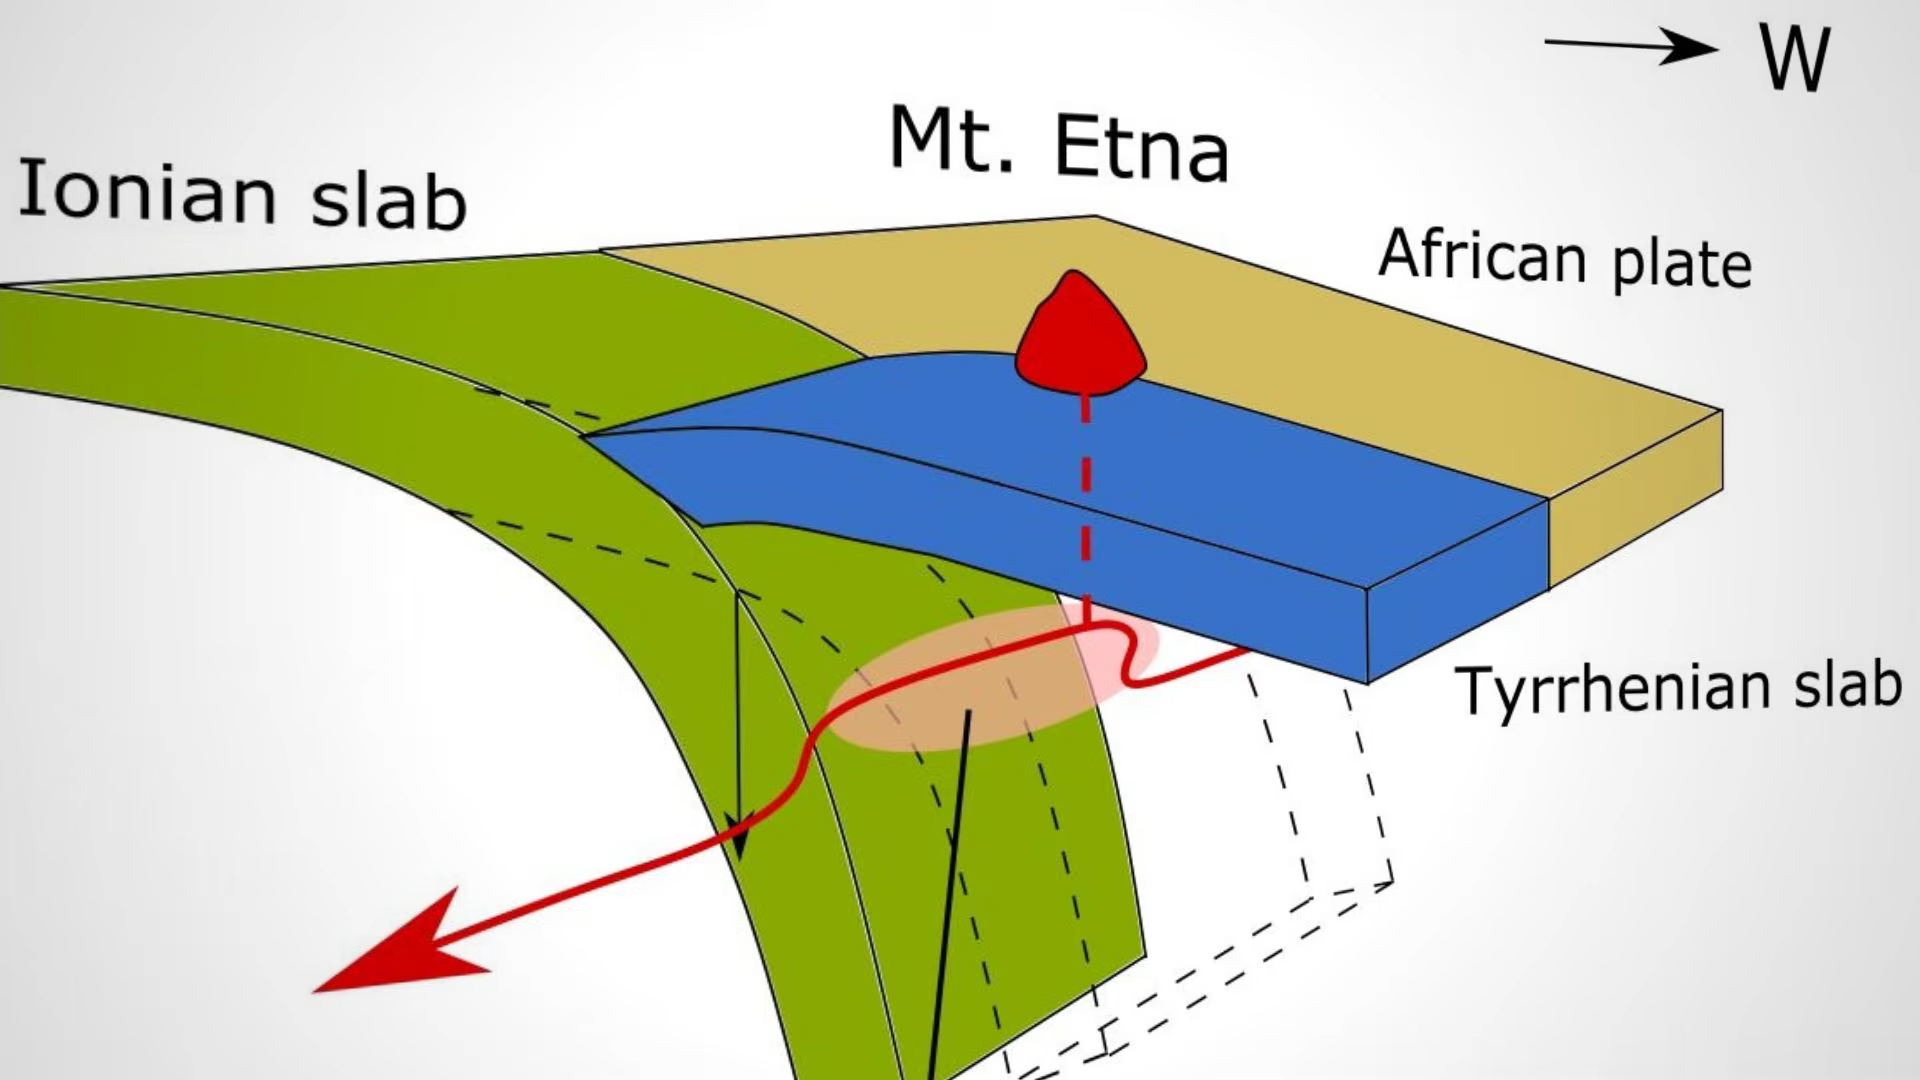 W
Mt. Etna
Ionian slab
African plate
Tyrrhenian slab